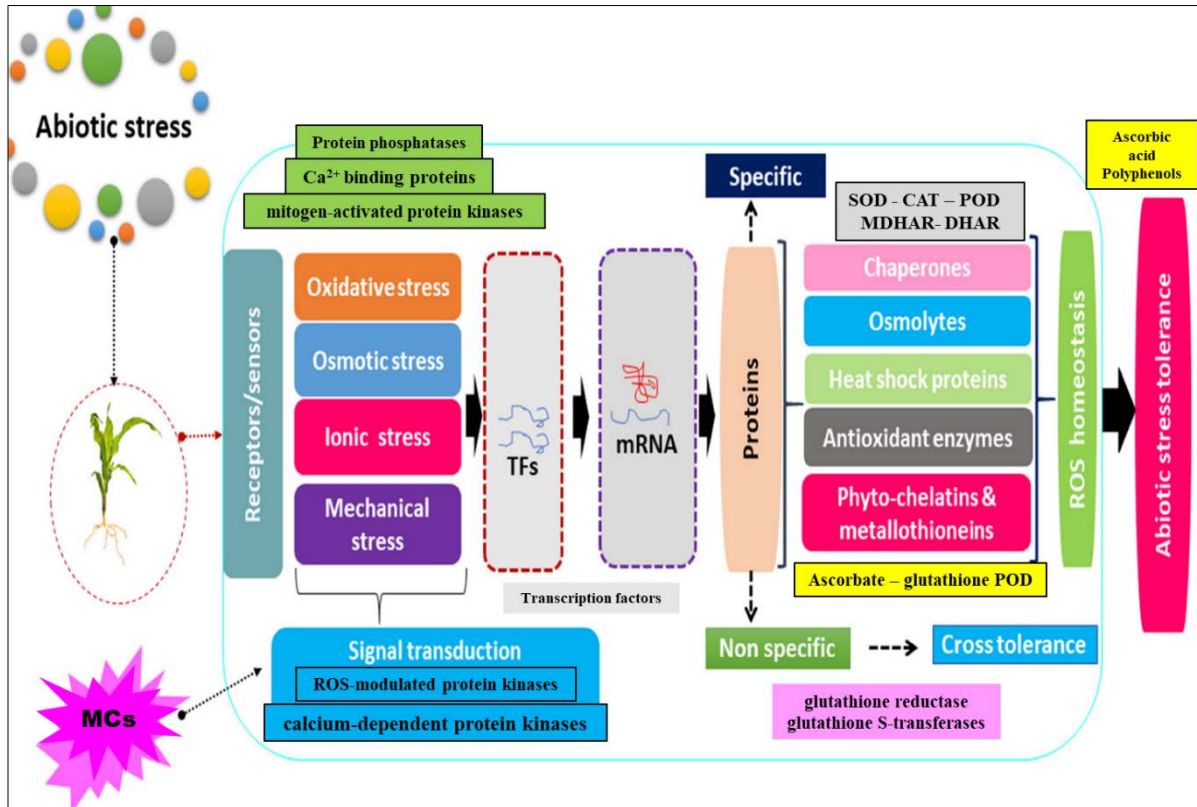 Abiotic stress
Protein phosphatases
Ca²⁺ binding proteins
mitogen-activated protein kinases
Receptors/sensors
Oxidative stress
Osmotic stress
Ionic stress
Mechanical
stress
TFs
mRNA
Transcription factors
Proteins
Specific
SOD - CAT – POD
MDHAR- DHAR
Chaperones
Osmolytes
Heat shock proteins
Antioxidant enzymes
Phyto-chelatins &
metallothioneins
Ascorbate – glutathione POD
Non specific
Cross tolerance
glutathione reductase
glutathione S-transferases
ROS homeostasis
Ascorbic
acid
Polyphenols
Abiotic stress tolerance
MCs
Signal transduction
ROS-modulated protein kinases
calcium-dependent protein kinases